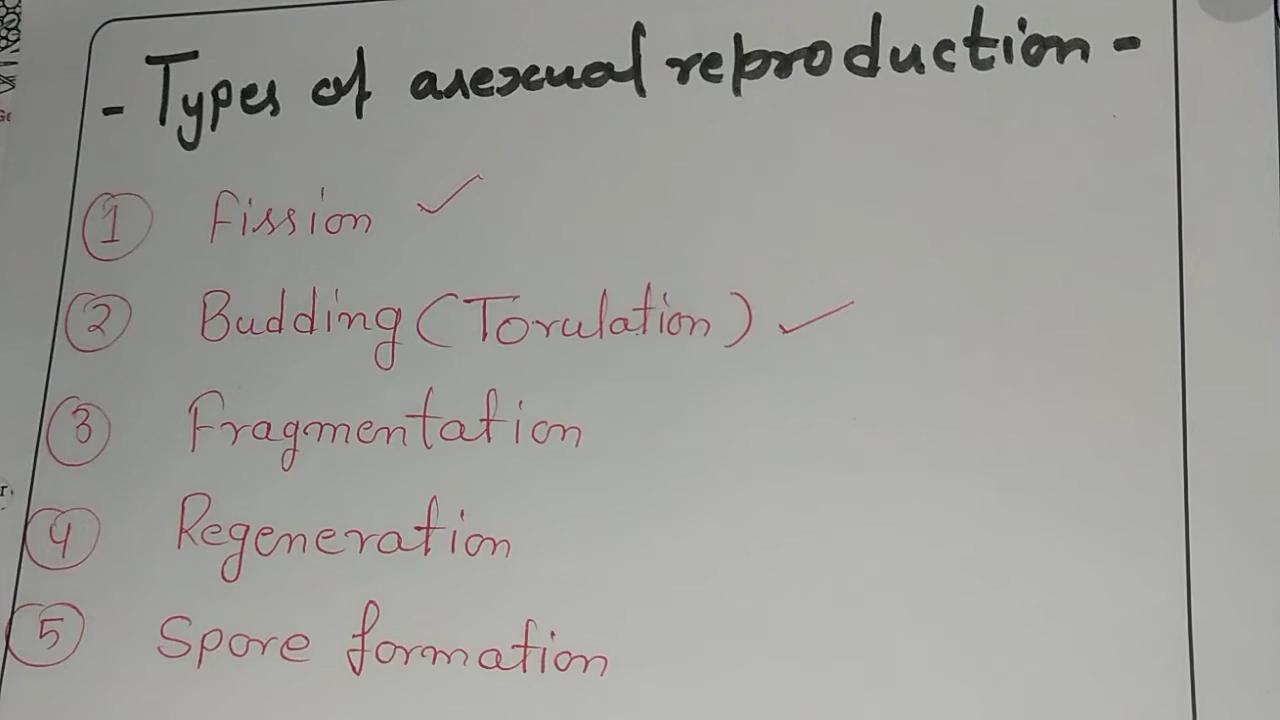 - Types of asexual reproduction -
① Fission ✓
② Budding (Torulation) ✓
③ Fragmentation
④ Regeneration
⑤ Spore formation